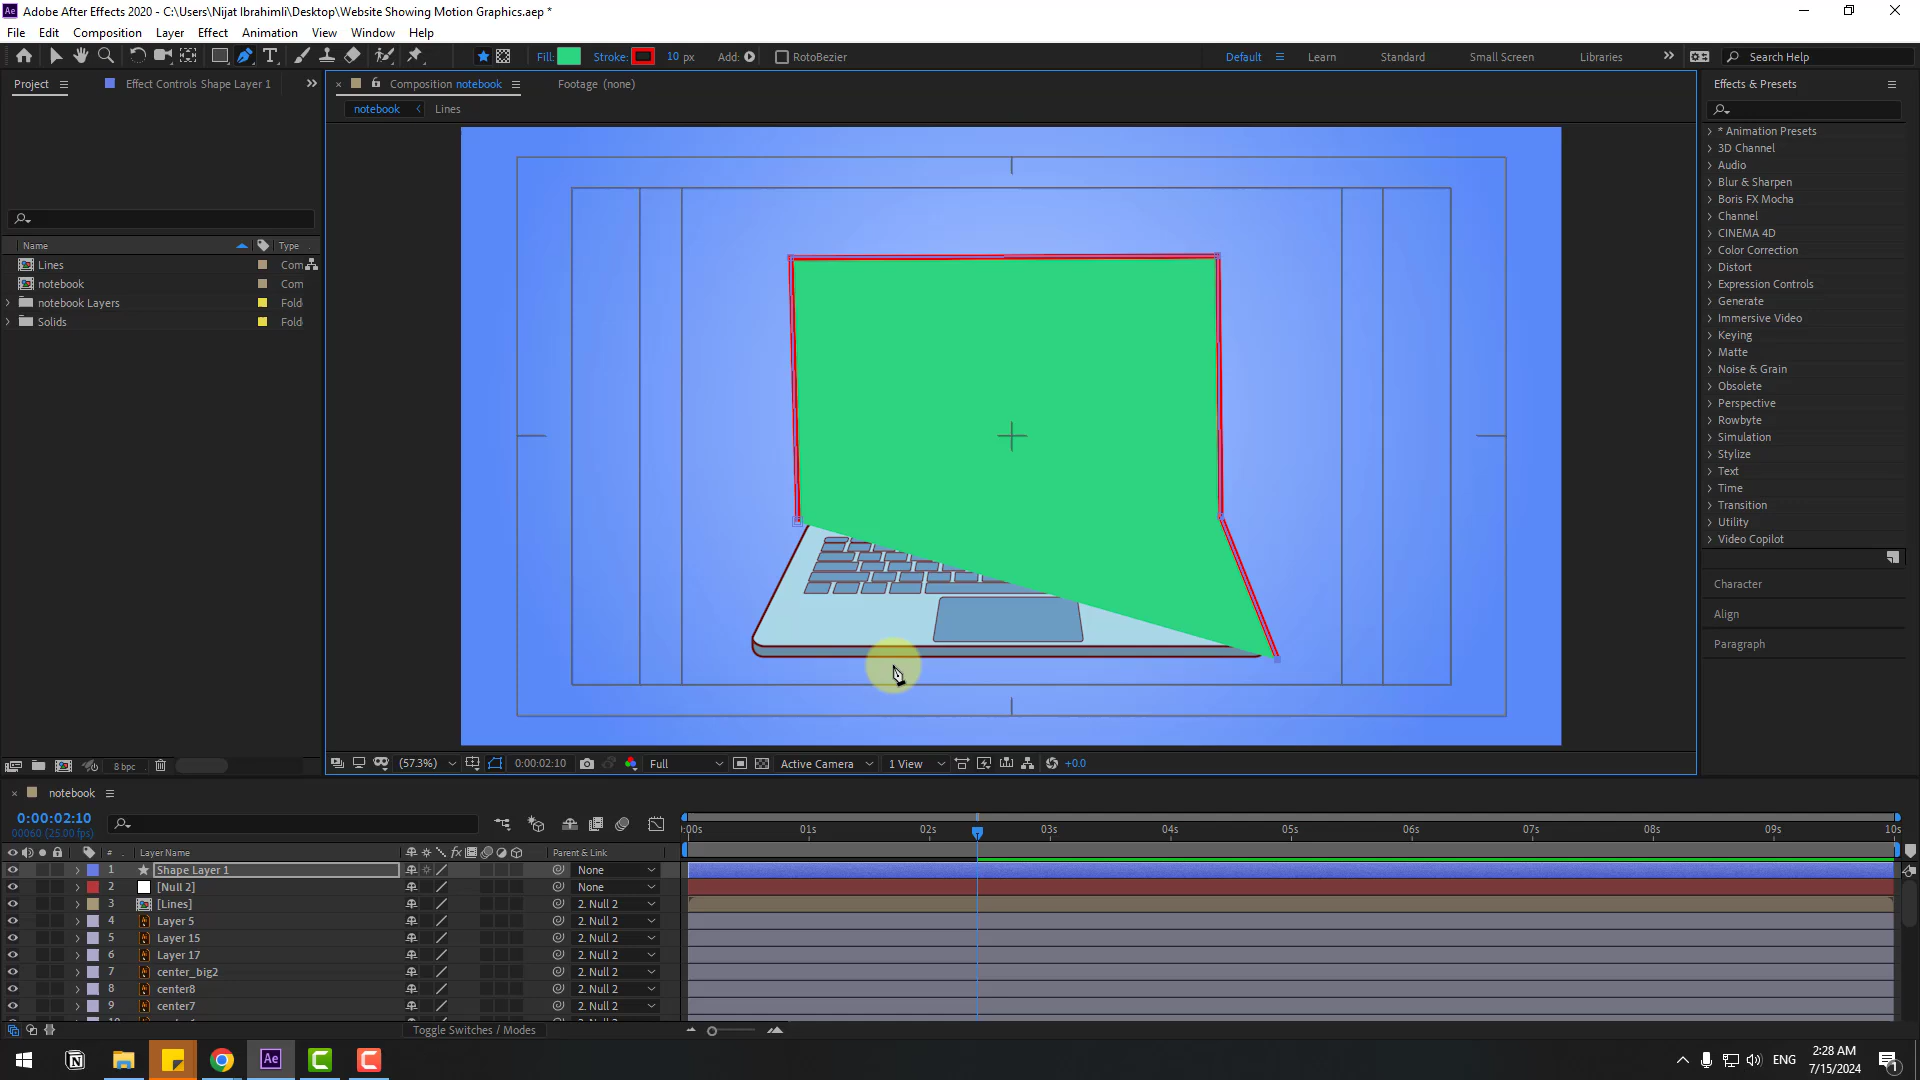 Adobe After Effects 2020 - C:\Users\Nijat Ibrahimli\Desktop\Website Showing Motion Graphics.aep *
File Edit Composition Layer Effect Animation View Window Help
Fill: Stroke: 10 px Add: RotoBezier Default Learn Standard Small Screen Libraries Search Help
Project Effect Controls Shape Layer 1 Composition notebook Footage (none) Effects & Presets
notebook Lines
Name Type
Lines Com
notebook Com
notebook Layers Fold
Solids Fold
* Animation Presets
3D Channel
Audio
Blur & Sharpen
Boris FX Mocha
Channel
CINEMA 4D
Color Correction
Distort
Expression Controls
Generate
Immersive Video
Keying
Matte
Noise & Grain
Obsolete
Perspective
Rowbyte
Simulation
Stylize
Text
Time
Transition
Utility
Video Copilot
Character
Align
Paragraph
8 bpc (57.3%) 0:00:02:10 Full Active Camera 1 View +0.0
notebook
0:00:02:10
00060 (25.00 fps)
:00s 01s 02s 03s 04s 05s 06s 07s 08s 09s 10s
# Layer Name Parent & Link
1 Shape Layer 1 None
2 [Null 2] None
3 [Lines] 2. Null 2
4 Layer 5 2. Null 2
5 Layer 15 2. Null 2
6 Layer 17 2. Null 2
7 center_big2 2. Null 2
8 center8 2. Null 2
9 center7 2. Null 2
Toggle Switches / Modes
ENG 2:28 AM
7/15/2024
1